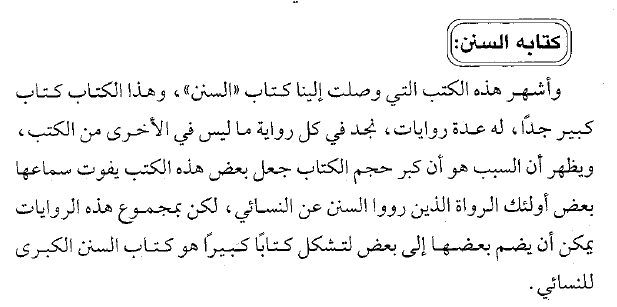 كتابه السنن:
وأشهر هذه الكتب التي وصلت إلينا كتاب «السنن»، وهذا الكتاب كتاب
كبير جدًا، له عدة روايات، نجد في كل رواية ما ليس في الأخرى من الكتب،
ويظهر أن السبب هو أن كبر حجم الكتاب جعل بعض هذه الكتب يفوت سماعها
بعض أولئك الرواة الذين رووا السنن عن النسائي، لكن بمجموع هذه الروايات
يمكن أن يضم بعضها إلى بعض لتشكل كتابًا كبيرًا هو كتاب السنن الكبرى
للنسائي.